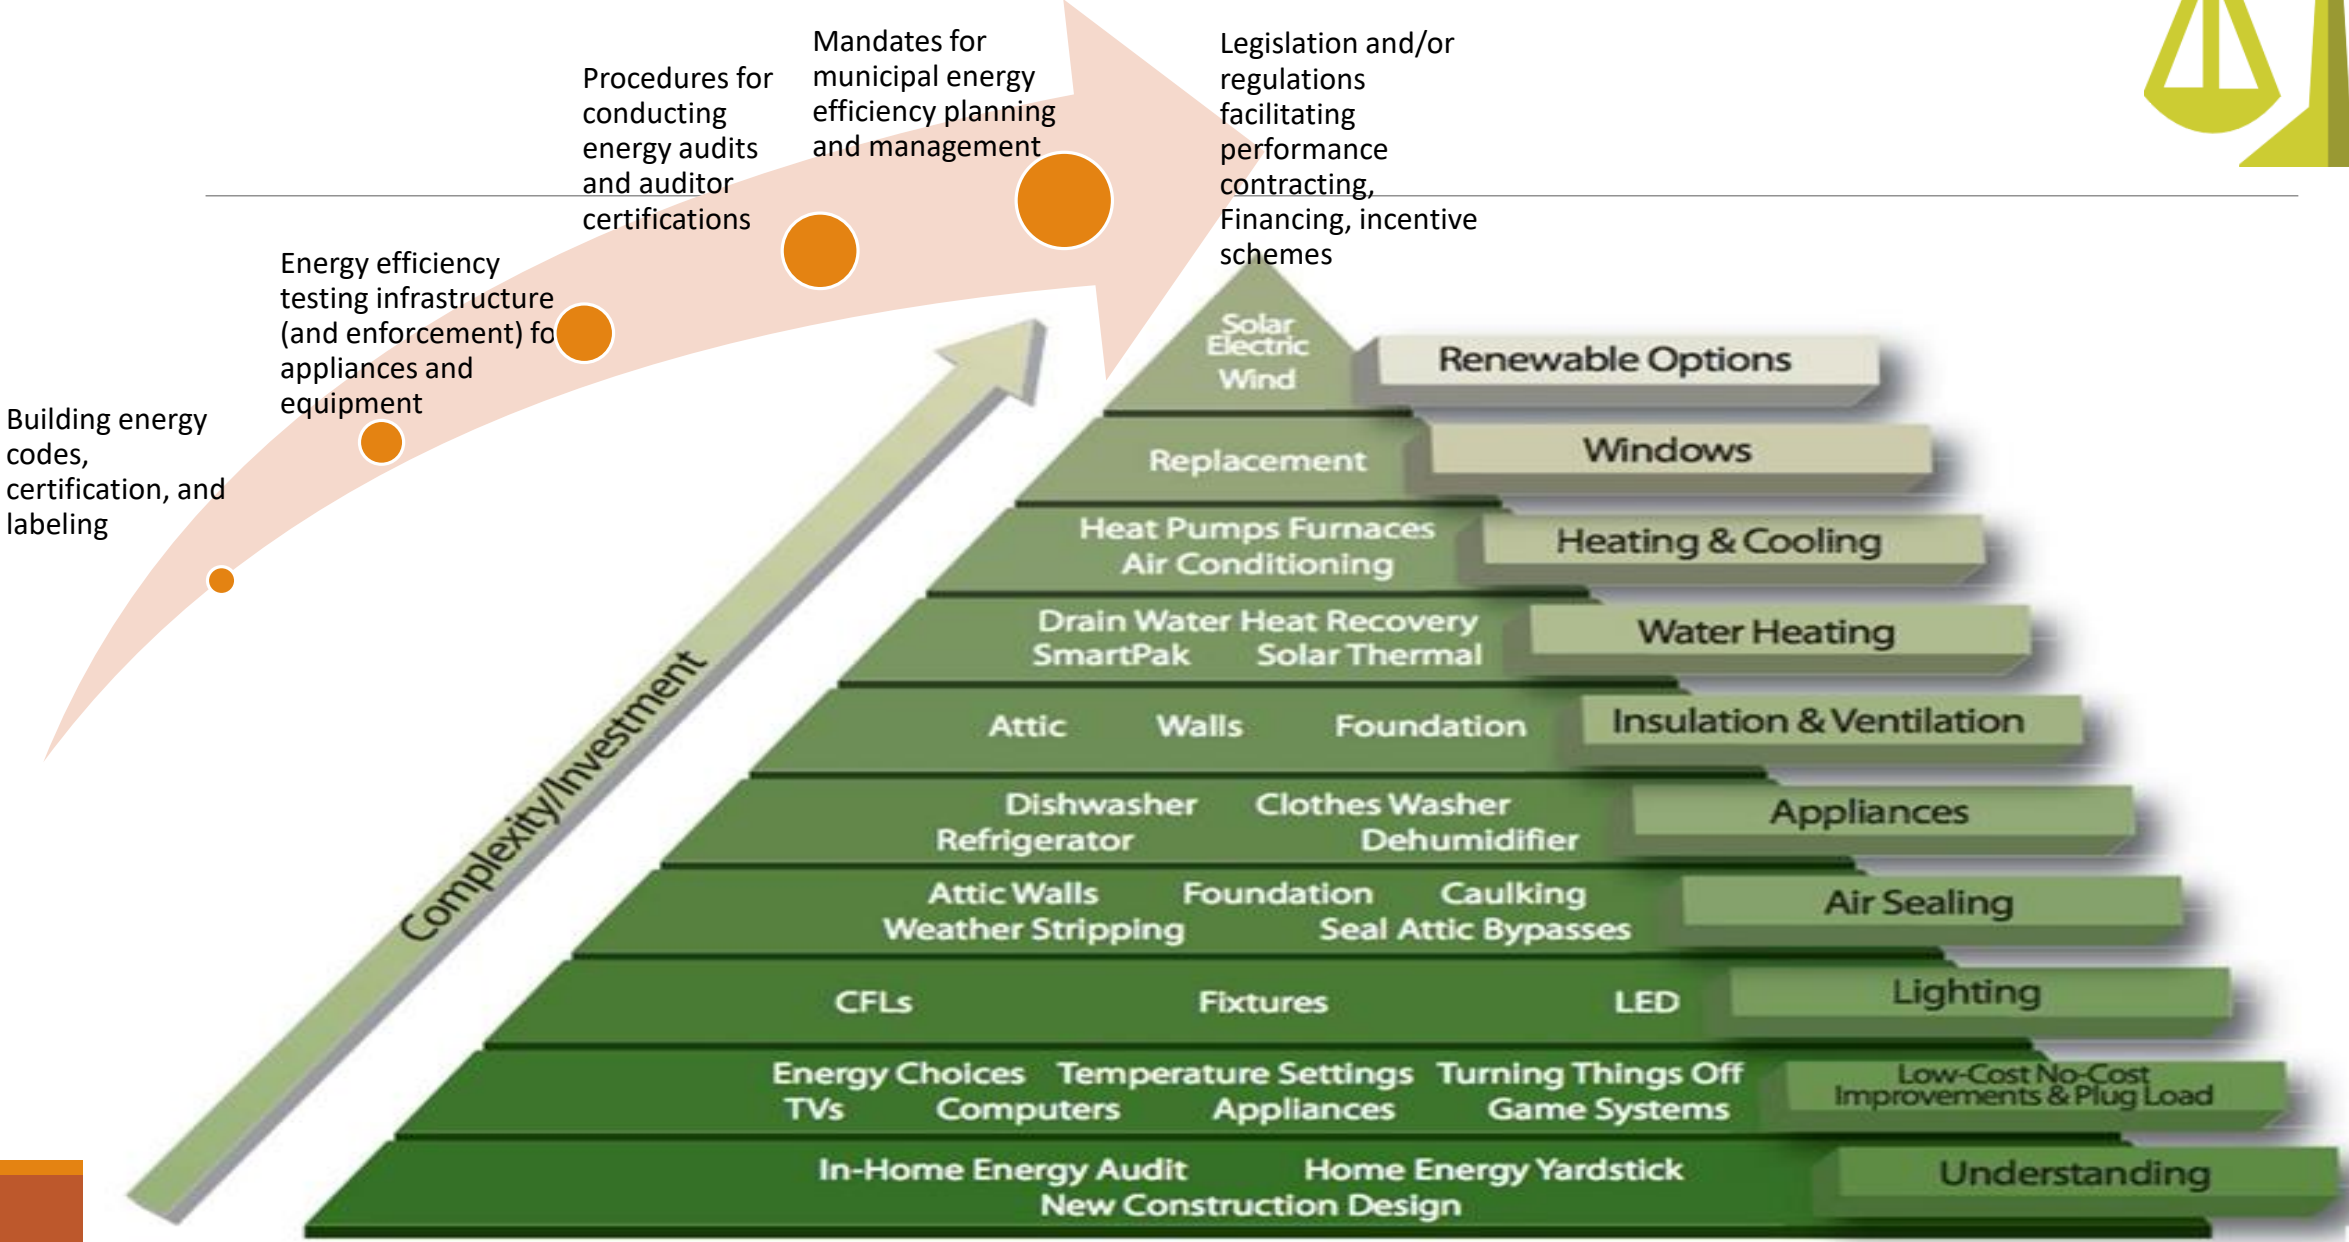 Building energy
codes,
certification, and
labeling
Energy efficiency
testing infrastructure
(and enforcement) fo
appliances and
equipment
Procedures for
conducting
energy audits
and auditor
certifications
Mandates for
municipal energy
efficiency planning
and management
Legislation and/or
regulations
facilitating
performance
contracting,
Financing, incentive
schemes
Complexity/Investment
Solar
Electric
Wind
Renewable Options
Replacement
Windows
Heat Pumps Furnaces
Air Conditioning
Heating & Cooling
Drain Water Heat Recovery
SmartPak Solar Thermal
Water Heating
Attic Walls Foundation
Insulation & Ventilation
Dishwasher Clothes Washer
Refrigerator Dehumidifier
Appliances
Attic Walls Foundation Caulking
Weather Stripping Seal Attic Bypasses
Air Sealing
CFLs Fixtures LED
Lighting
Energy Choices Temperature Settings Turning Things Off
TVs Computers Appliances Game Systems
Low-Cost No-Cost
Improvements & Plug Load
In-Home Energy Audit Home Energy Yardstick
New Construction Design
Understanding